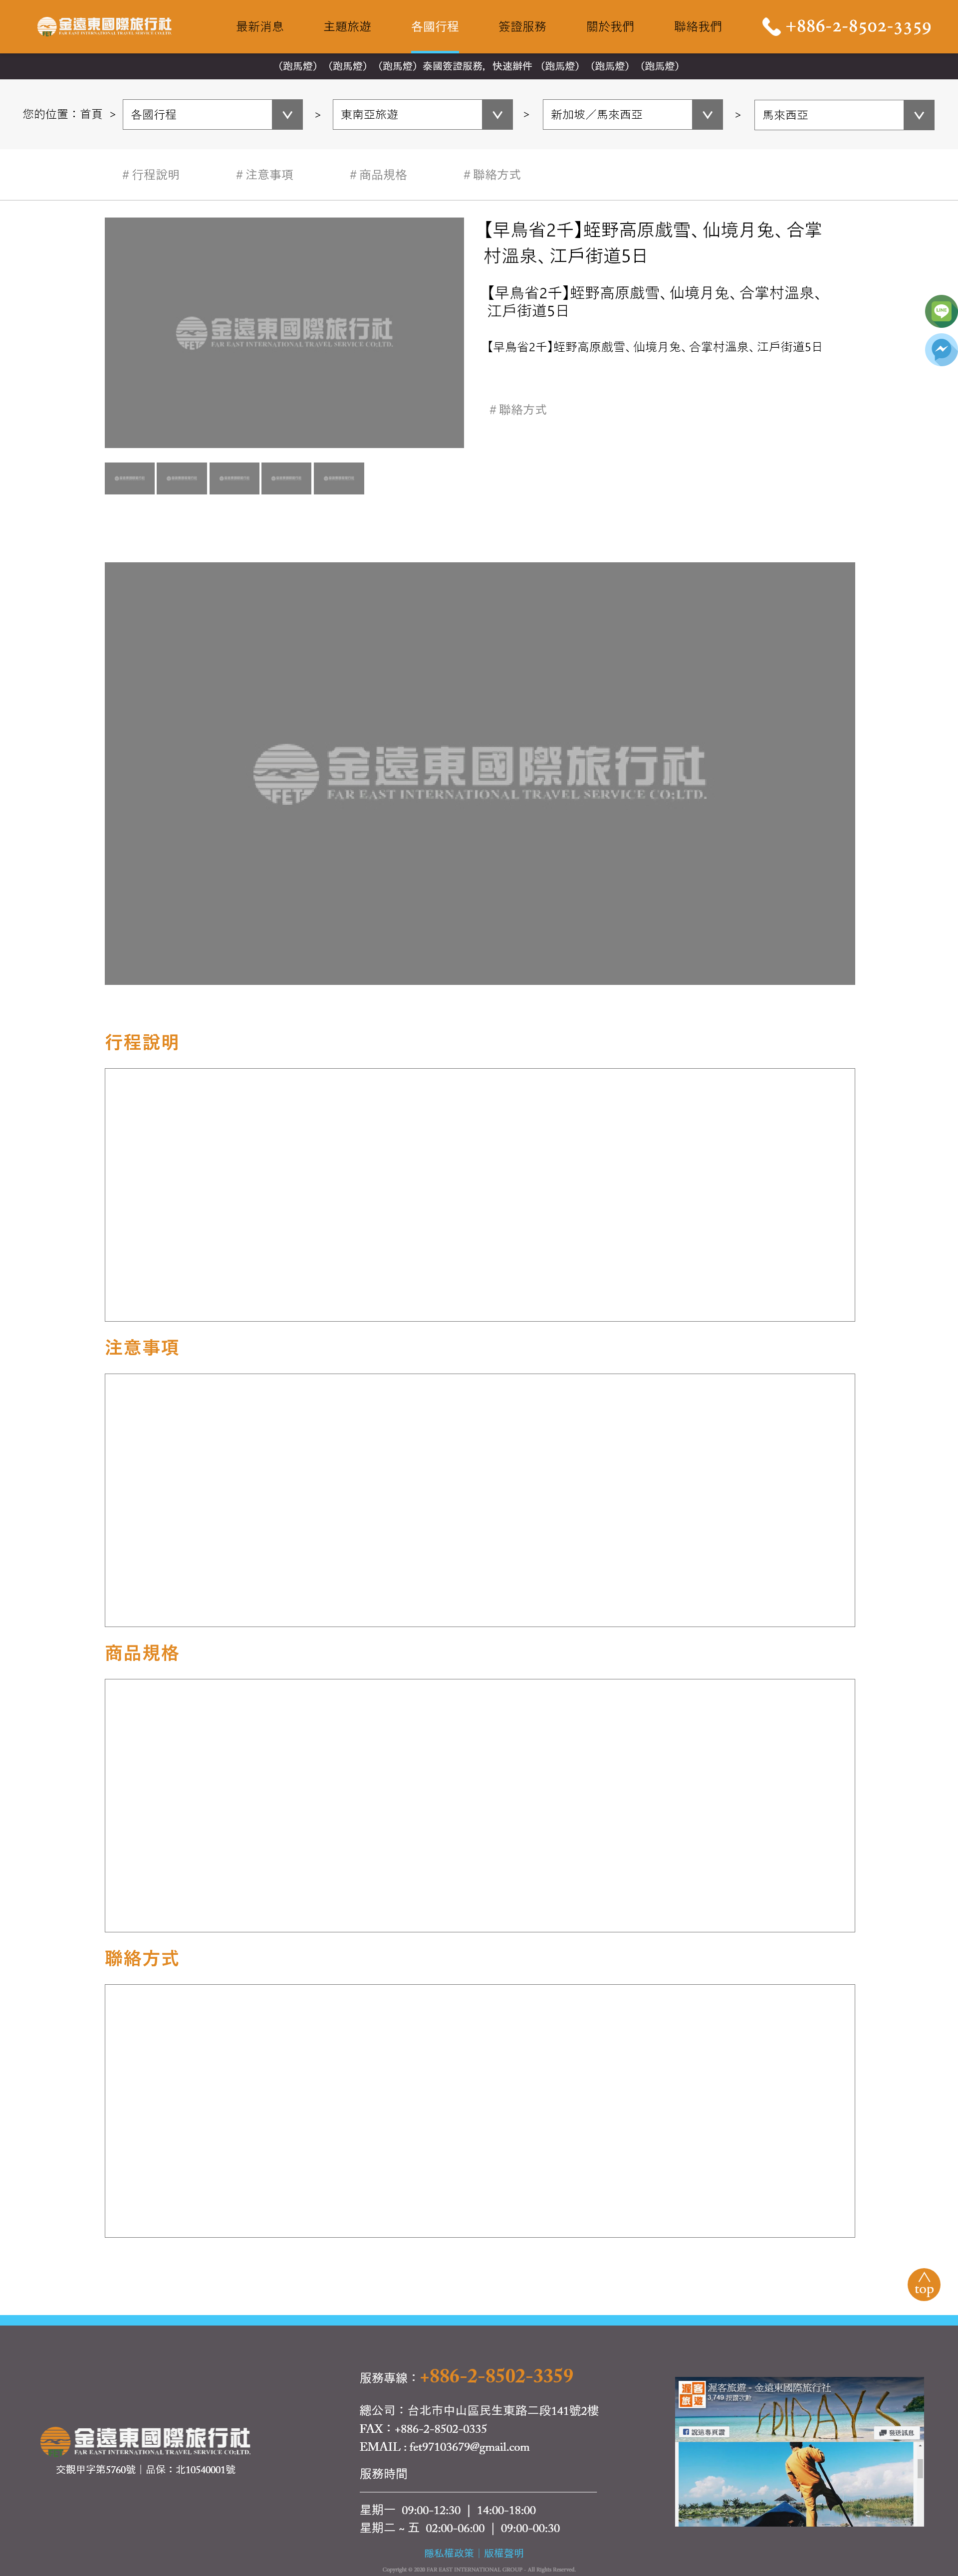 金遠東國際旅行社
FAR EAST INTERNATIONAL TRAVEL SERVICE CO:LTD.
最新消息 主題旅遊 各國行程 簽證服務 關於我們 聯絡我們 +886-2-8502-3359
（跑馬燈）（跑馬燈）（跑馬燈）泰國簽證服務，快速辦件 （跑馬燈）（跑馬燈）（跑馬燈）
您的位置：首頁 > 各國行程 > 東南亞旅遊 > 新加坡／馬來西亞 > 馬來西亞
# 行程說明 # 注意事項 # 商品規格 # 聯絡方式
【早鳥省2千】蛭野高原戲雪、仙境月兔、合掌
村溫泉、江戶街道5日
【早鳥省2千】蛭野高原戲雪、仙境月兔、合掌村溫泉、
江戶街道5日
【早鳥省2千】蛭野高原戲雪、仙境月兔、合掌村溫泉、江戶街道5日
# 聯絡方式
LINE
金遠東國際旅行社
FAR EAST INTERNATIONAL TRAVEL SERVICE CO:LTD.
FET
金遠東國際旅行社
FAR EAST INTERNATIONAL TRAVEL SERVICE CO:LTD.
FET
行程說明
注意事項
商品規格
聯絡方式
top
金遠東國際旅行社
FAR EAST INTERNATIONAL TRAVEL SERVICE CO:LTD.
交觀甲字第5760號｜品保：北10540001號
服務專線：+886-2-8502-3359
總公司：台北市中山區民生東路二段141號2樓
FAX：+886-2-8502-0335
EMAIL : fet97103679@gmail.com
服務時間
星期一 09:00-12:30 | 14:00-18:00
星期二 ~ 五 02:00-06:00 | 09:00-00:30
隱私權政策｜版權聲明
Copyright © 2020 FAR EAST INTERNATIONAL GROUP . All Rights Reserved.
渥客旅遊
渥客旅遊 - 金遠東國際旅行社
3,749 按讚次數
說這專頁讚
發送訊息